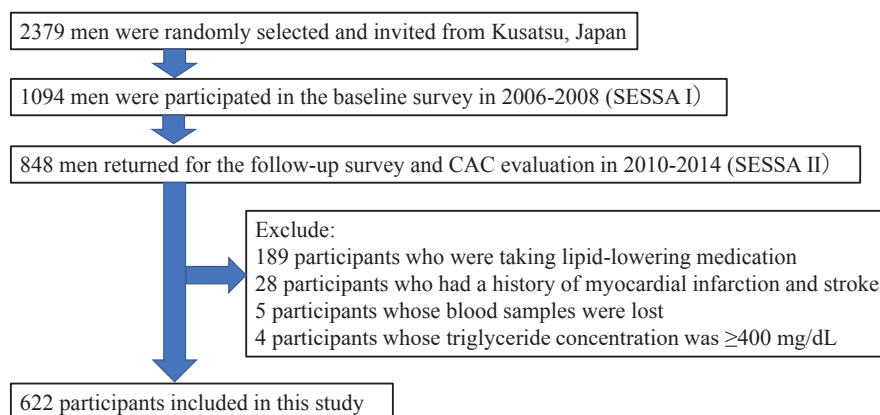 2379 men were randomly selected and invited from Kusatsu, Japan
1094 men were participated in the baseline survey in 2006-2008 (SESSA I）
848 men returned for the follow-up survey and CAC evaluation in 2010-2014 (SESSA II）
Exclude:
189 participants who were taking lipid-lowering medication
28 participants who had a history of myocardial infarction and stroke
5 participants whose blood samples were lost
4 participants whose triglyceride concentration was ≥400 mg/dL
622 participants included in this study